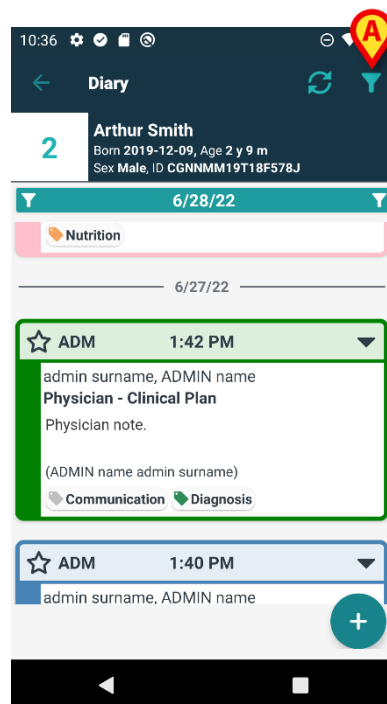 10:36
A
Diary
2
Arthur Smith
Born 2019-12-09, Age 2 y 9 m
Sex Male, ID CGNNMM19T18F578J
6/28/22
Nutrition
6/27/22
ADM 1:42 PM
admin surname, ADMIN name
Physician - Clinical Plan
Physician note.
(ADMIN name admin surname)
Communication Diagnosis
ADM 1:40 PM
admin surname, ADMIN name
+